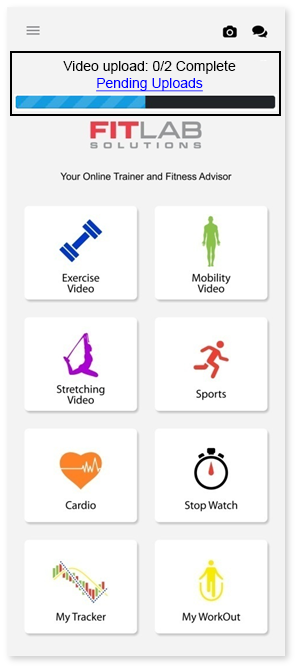 Video upload: 0/2 Complete
Pending Uploads
FITLAB
SOLUTIONS
Your Online Trainer and Fitness Advisor
Exercise
Video
Mobility
Video
Stretching
Video
Sports
Cardio
Stop Watch
My Tracker
My WorkOut